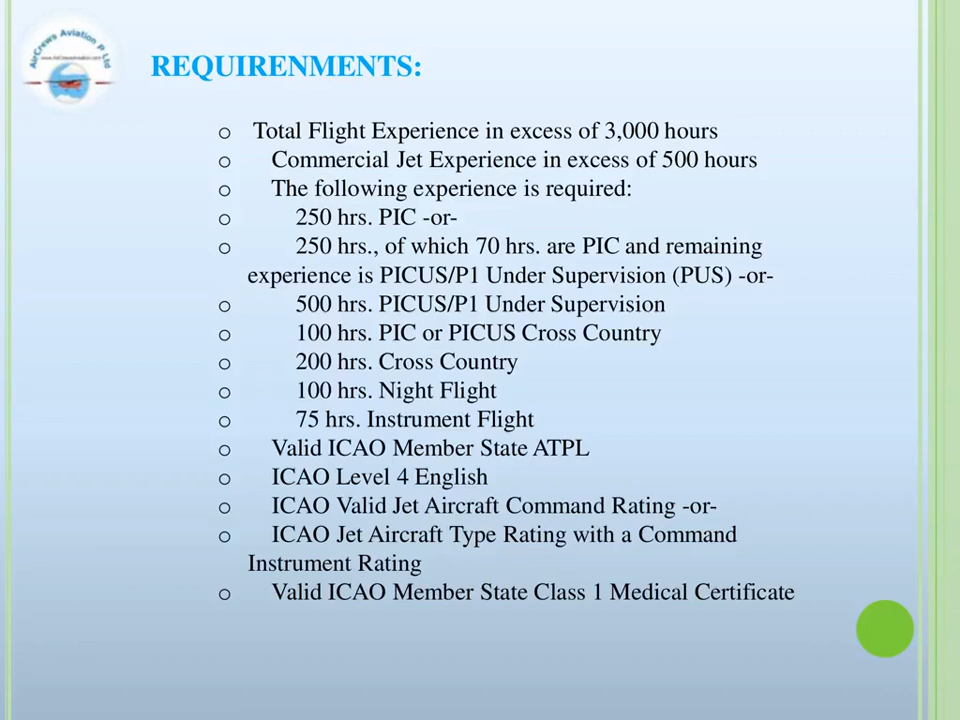 AirCrews Aviation P Ltd
www.AirCrewsAviation.com
REQUIRENMENTS:
o Total Flight Experience in excess of 3,000 hours
o Commercial Jet Experience in excess of 500 hours
o The following experience is required:
o 250 hrs. PIC -or-
o 250 hrs., of which 70 hrs. are PIC and remaining
experience is PICUS/P1 Under Supervision (PUS) -or-
o 500 hrs. PICUS/P1 Under Supervision
o 100 hrs. PIC or PICUS Cross Country
o 200 hrs. Cross Country
o 100 hrs. Night Flight
o 75 hrs. Instrument Flight
o Valid ICAO Member State ATPL
o ICAO Level 4 English
o ICAO Valid Jet Aircraft Command Rating -or-
o ICAO Jet Aircraft Type Rating with a Command
Instrument Rating
o Valid ICAO Member State Class 1 Medical Certificate